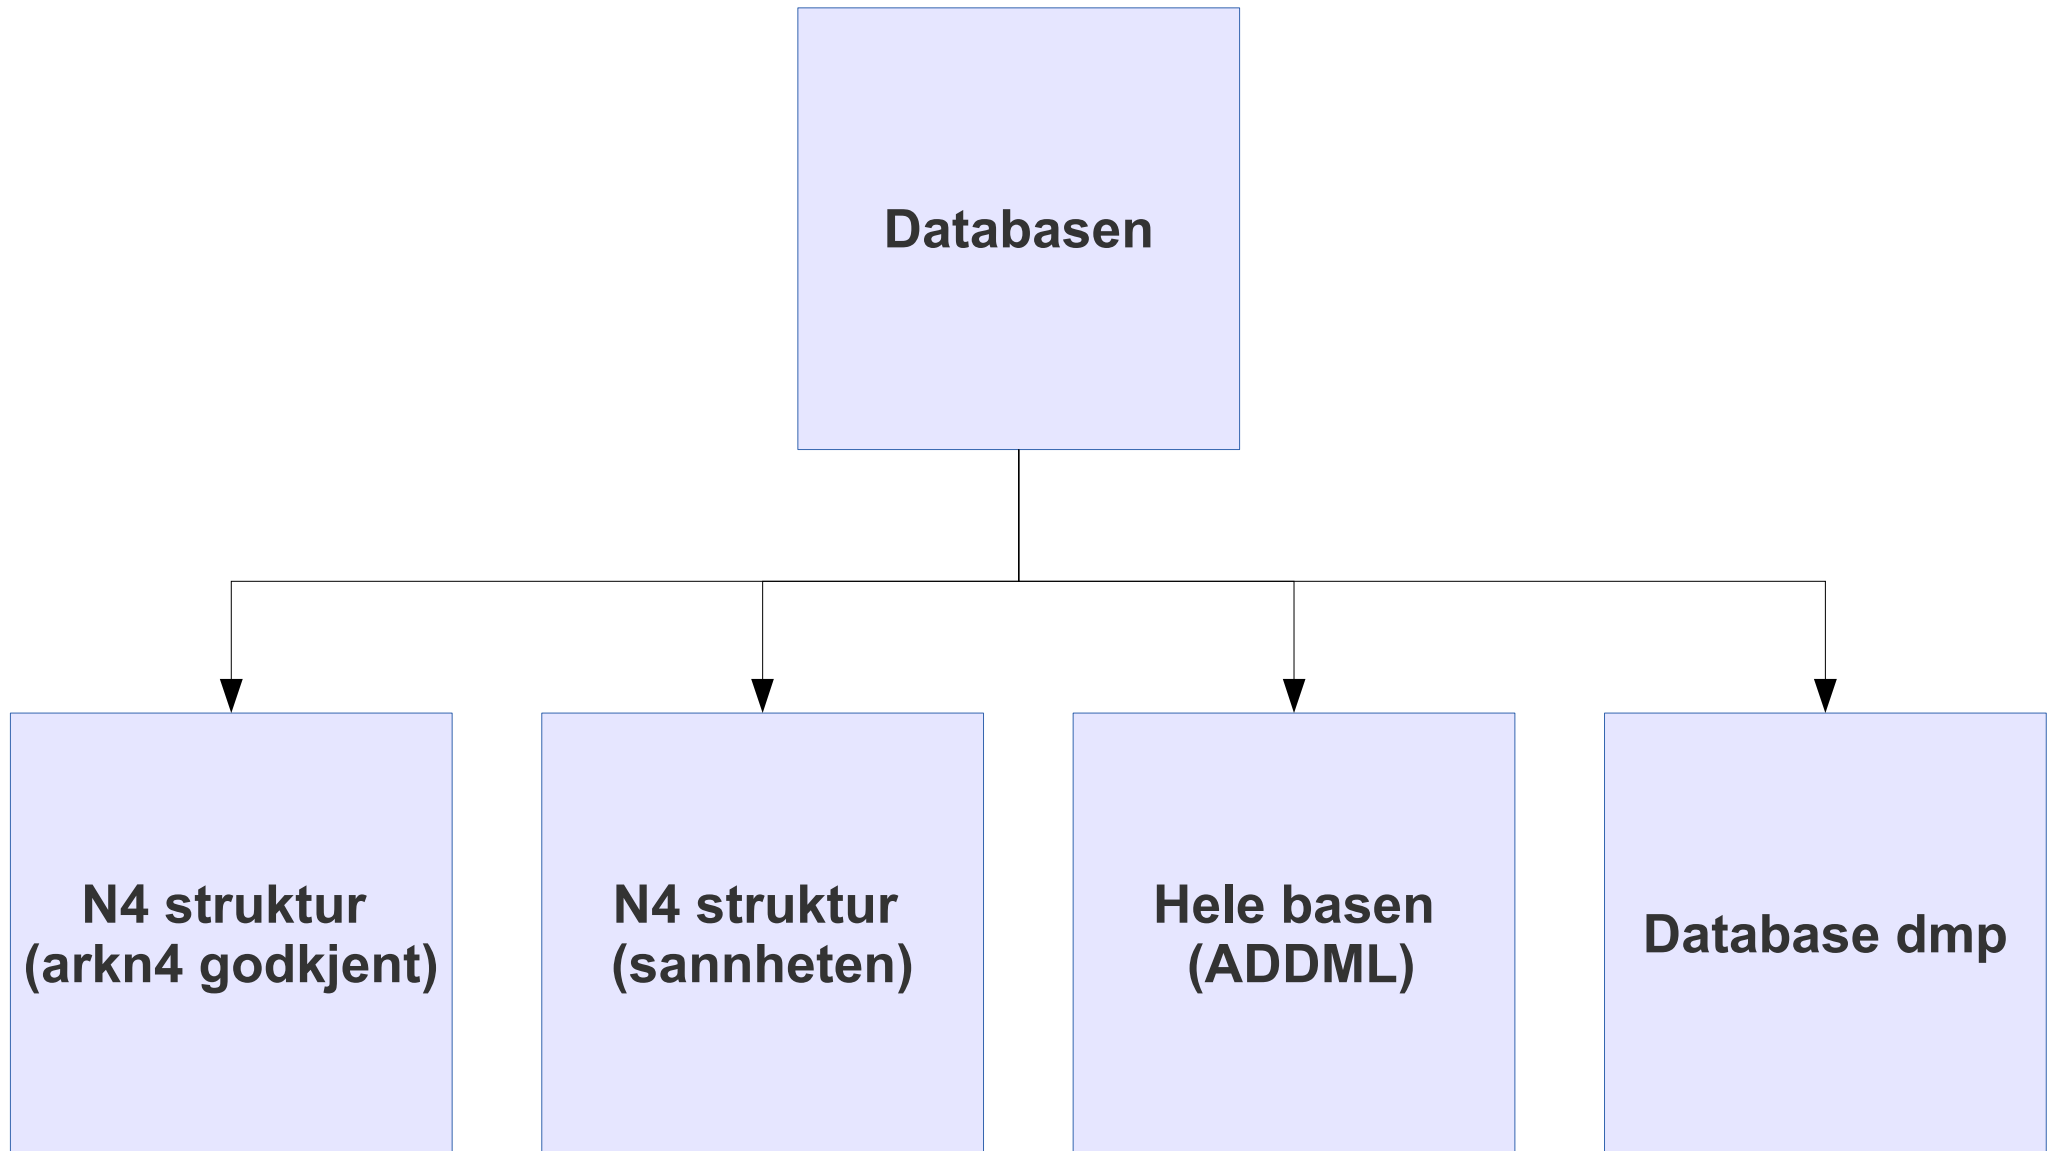 Databasen
N4 struktur
(arkn4 godkjent)
N4 struktur
(sannheten)
Hele basen
(ADDML)
Database dmp